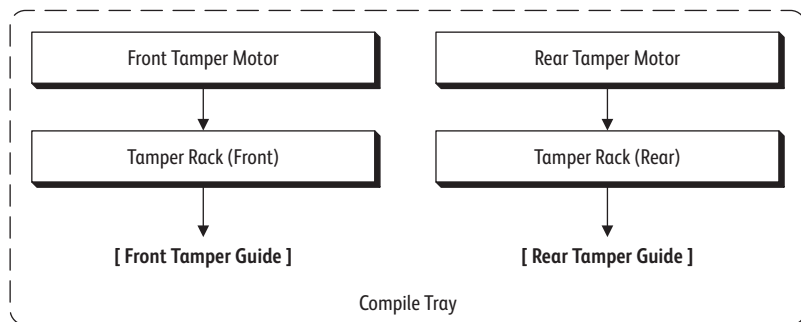 Front Tamper Motor
Rear Tamper Motor
Tamper Rack (Front)
Tamper Rack (Rear)
[ Front Tamper Guide ]
[ Rear Tamper Guide ]
Compile Tray